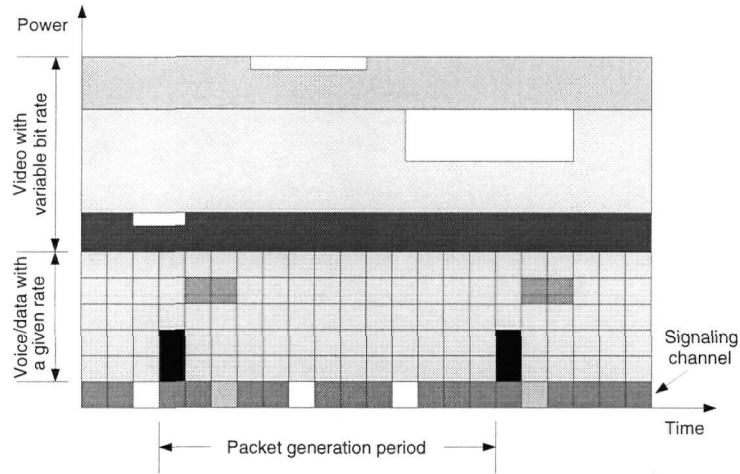 Power
Video with
variable bit rate
Voice/data with
a given rate
Signaling
channel
Time
Packet generation period